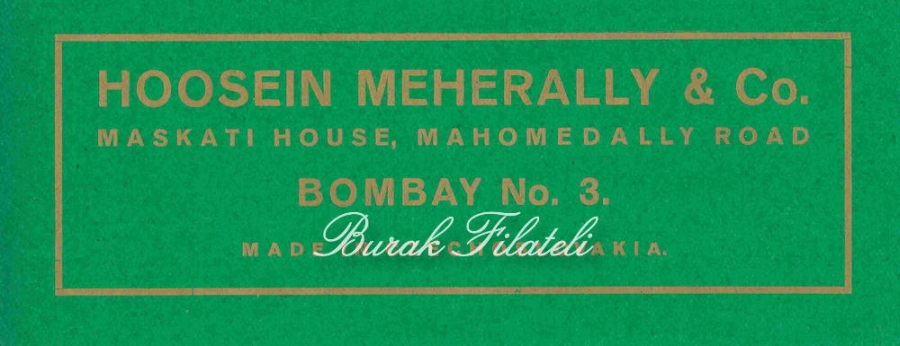 HOOSEIN MEHERALLY & Co.
MASKATI HOUSE, MAHOMEDALLY ROAD
BOMBAY No. 3.
Burak Filateli
MADE